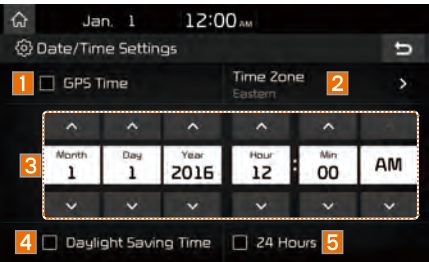 Jan. 1 12:00 AM
Date/Time Settings
1 GPS Time
Time Zone 2
Eastern
3
Month Day Year Hour Min
1 1 2016 12 : 00 AM
4 Daylight Saving Time 24 Hours 5